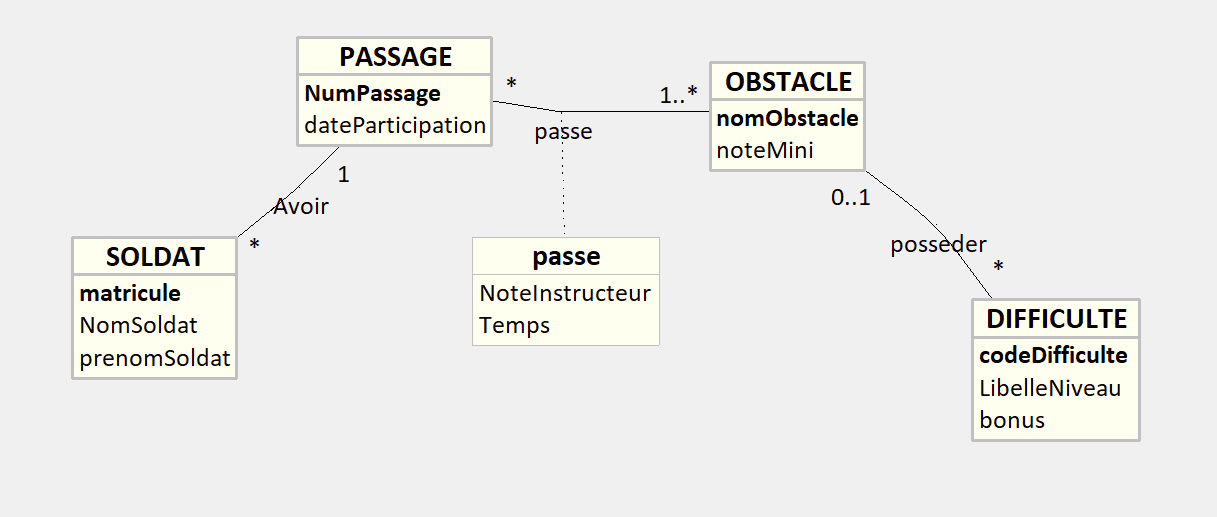 PASSAGE
NumPassage
dateParticipation
*
1..*
passe
OBSTACLE
nomObstacle
noteMini
1
Avoir
*
0..1
posseder
*
SOLDAT
matricule
NomSoldat
prenomSoldat
passe
NoteInstructeur
Temps
DIFFICULTE
codeDifficulte
LibelleNiveau
bonus